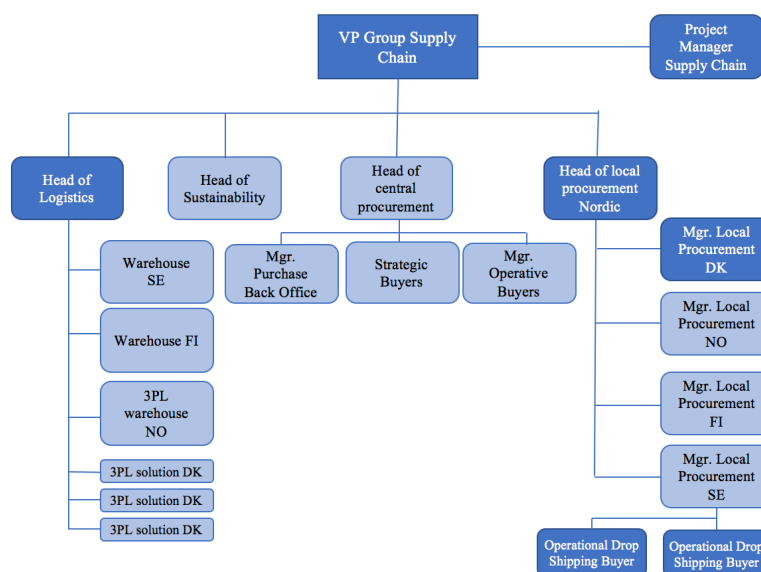 VP Group Supply
Chain
Project
Manager
Supply Chain
Head of
Logistics
Head of
Sustainability
Head of
central
procurement
Head of local
procurement
Nordic
Warehouse
SE
Warehouse FI
3PL
warehouse
NO
3PL solution DK
3PL solution DK
3PL solution DK
Mgr.
Purchase
Back Office
Strategic
Buyers
Mgr.
Operative
Buyers
Mgr. Local
Procurement
DK
Mgr. Local
Procurement
NO
Mgr. Local
Procurement
FI
Mgr. Local
Procurement
SE
Operational Drop
Shipping Buyer
Operational Drop
Shipping Buyer